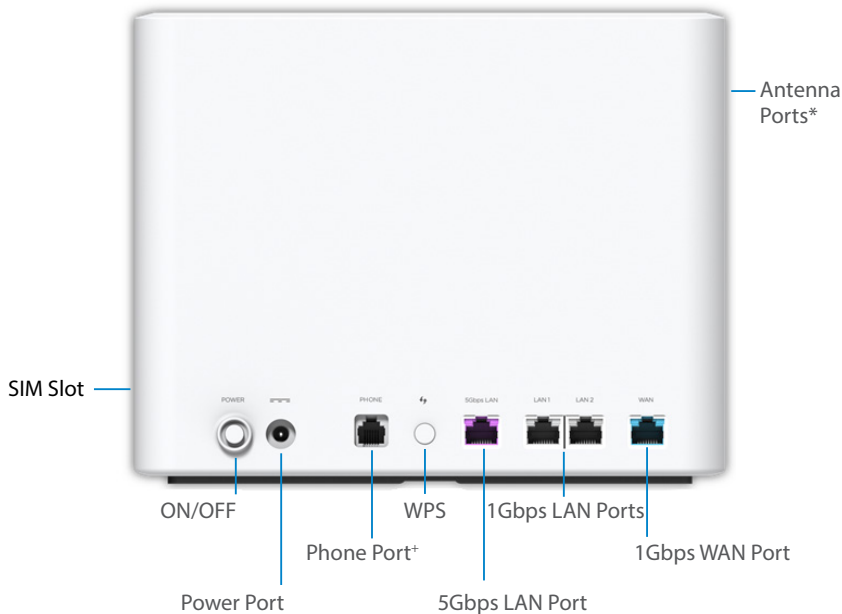 Antenna
Ports*
SIM Slot
POWER
PHONE
5Gbps LAN
LAN 1
LAN 2
WAN
ON/OFF
WPS
1Gbps LAN Ports
Phone Port⁺
1Gbps WAN Port
Power Port
5Gbps LAN Port